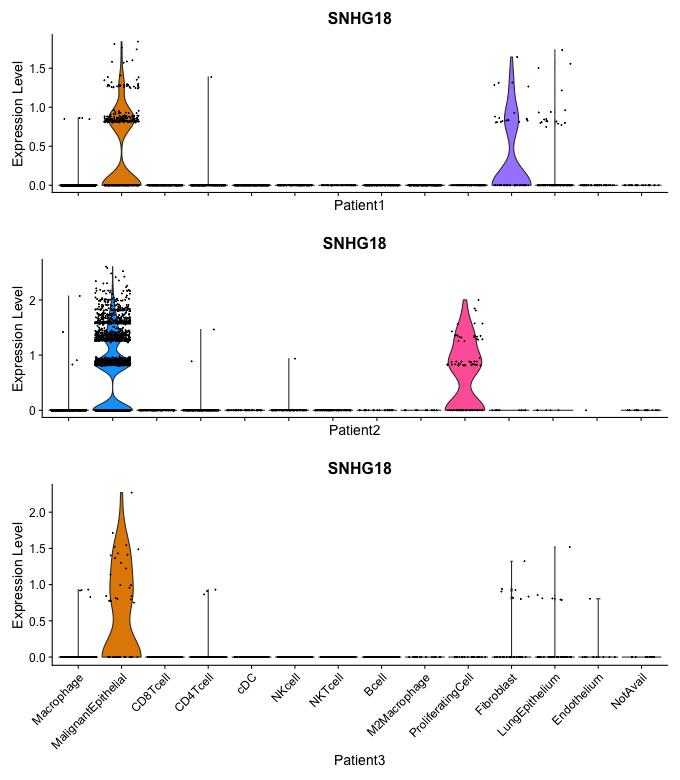 SNHG18
Expression Level
1.5
1.0
0.5
0.0
Patient1
SNHG18
Expression Level
2
1
0
Patient2
SNHG18
Expression Level
2.0
1.5
1.0
0.5
0.0
Macrophage
MalignantEpithelial
CD8Tcell
CD4Tcell
cDC
NKcell
NKTcell
Bcell
M2Macrophage
ProliferatingCell
Fibroblast
LungEpithelium
Endothelium
NotAvail
Patient3